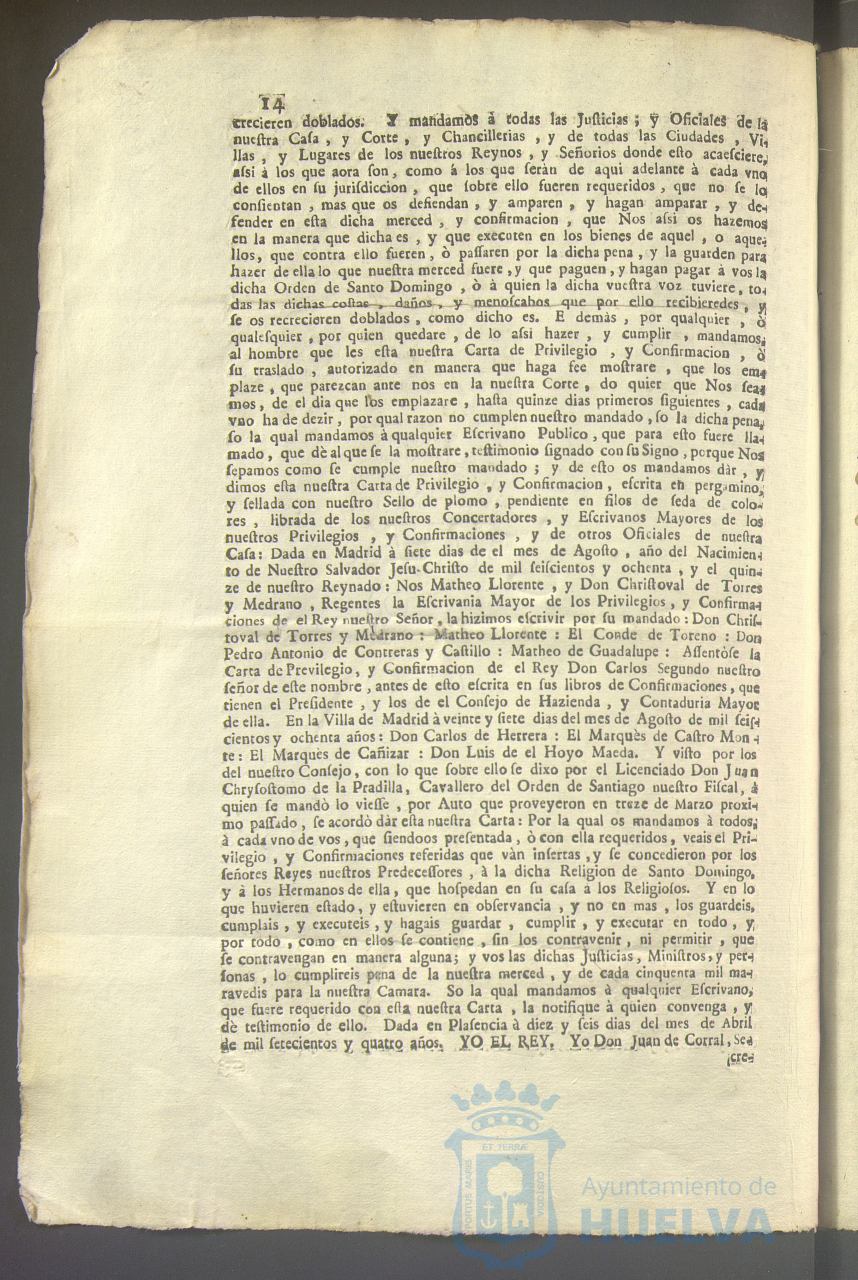 14
crecieren doblados. Y mandamos à todas las Justicias; y Oficiales de la
nuestra Casa, y Corte, y Chancillerias, y de todas las Ciudades, Vi-
llas, y Lugares de los nuestros Reynos, y Señorios donde esto acaesciere,
assi à los que aora son, como à los que seràn de aqui adelante à cada vno
de ellos en su jurisdiccion, que sobre ello fueren requeridos, que no se lo
consientan, mas que os defiendan, y amparen, y hagan amparar, y de-
fender en esta dicha merced, y confirmacion, que Nos assi os hazemos
en la manera que dicha es, y que executen en los bienes de aquel, o aque-
llos, que contra ello fueren, ò passaren por la dicha pena, y la guarden para
hazer de ella lo que nuestra merced fuere, y que paguen, y hagan pagar à vos la
dicha Orden de Santo Domingo, ò à quien la dicha vuestra voz tuviere, to-
das las dichas costas, daños, y menoscabos que por ello recibieredes, y
se os recrecieren doblados, como dicho es. E demàs, por qualquier, ò
qualesquier, por quien quedare, de lo assi hazer, y cumplir, mandamos,
al hombre que les esta nuestra Carta de Privilegio, y Confirmacion, ò
su traslado, autorizado en manera que haga fee mostrare, que los em-
plaze, que parezcan ante nos en la nuestra Corte, do quier que Nos sea-
mos, de el dia que los emplazare, hasta quinze dias primeros siguientes, cada
vno ha de dezir, por qual razon no cumplen nuestro mandado, so la dicha pena,
so la qual mandamos à qualquier Escrivano Publico, que para esto fuere lla-
mado, que dè al que se la mostrare, testimonio signado con su Signo, porque Nos
sepamos como se cumple nuestro mandado; y de esto os mandamos dàr, y
dimos esta nuestra Carta de Privilegio, y Confirmacion, escrita en pergamino,
y sellada con nuestro Sello de plomo, pendiente en filos de seda de colo-
res, librada de los nuestros Concertadores, y Escrivanos Mayores de los
nuestros Privilegios, y Confirmaciones, y de otros Oficiales de nuestra
Casa: Dada en Madrid à siete dias de el mes de Agosto, año del Nacimien-
to de Nuestro Salvador Jesu-Christo de mil seiscientos y ochenta, y el quin-
ze de nuestro Reynado: Nos Matheo Llorente, y Don Christoval de Torres
y Medrano, Regentes la Escrivania Mayor de los Privilegios, y Confirma-
ciones de el Rey nuestro Señor, la hizimos escrivir por su mandado: Don Chris-
toval de Torres y Medrano: Matheo Llorente: El Conde de Toreno: Don
Pedro Antonio de Contreras y Castillo: Matheo de Guadalupe: Assentòse la
Carta de Previlegio, y Confirmacion de el Rey Don Carlos Segundo nuestro
señor de este nombre, antes de esto escrita en sus libros de Confirmaciones, que
tienen el Presidente, y los de el Consejo de Hazienda, y Contaduria Mayor
de ella. En la Villa de Madrid à veinte y siete dias del mes de Agosto de mil seis-
cientos y ochenta años: Don Carlos de Herrera: El Marquès de Castro Mon-
te: El Marquès de Cañizar: Don Luis de el Hoyo Maeda. Y visto por los
del nuestro Consejo, con lo que sobre ello se dixo por el Licenciado Don Juan
Chrysostomo de la Pradilla, Cavallero del Orden de Santiago nuestro Fiscal, à
quien se mandò lo viesse, por Auto que proveyeron en treze de Marzo proxi-
mo passado, se acordò dàr esta nuestra Carta: Por la qual os mandamos à todos,
à cada vno de vos, que siendoos presentada, ò con ella requeridos, veais el Pri-
vilegio, y Confirmaciones referidas que vàn insertas, y se concedieron por los
señores Reyes nuestros Predecessores, à la dicha Religion de Santo Domingo,
y à los Hermanos de ella, que hospedan en su casa à los Religiosos. Y en lo
que huvieren estado, y estuvieren en observancia, y no en mas, los guardeis,
cumplais, y executeis, y hagais guardar, cumplir, y executar en todo, y
por todo, como en ellos se contiene, sin los contravenir, ni permitir, que
se contravengan en manera alguna; y vos las dichas Justicias, Ministros, y per-
sonas, lo cumplireis pena de la nuestra merced, y de cada cinquenta mil ma-
ravedis para la nuestra Camara. So la qual mandamos à qualquier Escrivano,
que fuere requerido con esta nuestra Carta, la notifique à quien convenga, y
dè testimonio de ello. Dada en Plasencia à diez y seis dias del mes de Abril
de mil setecientos y quatro años. YO EL REY. Yo Don Juan de Corral, Se-
cre-
ET TERRÆ
PORTUS MARIS
CUSTODIA
Ayuntamiento de
HUELVA